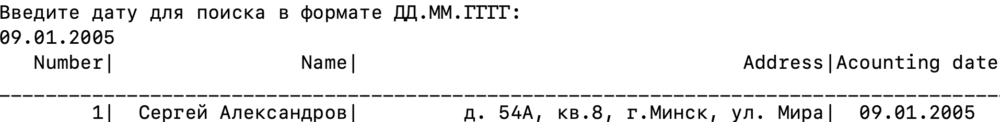 Введите дату для поиска в формате ДД.ММ.ГГГГ:
09.01.2005
Number| Name| Address|Acounting date
--------------------------------------------------------------------------------------
1| Сергей Александров| д. 54А, кв.8, г.Минск, ул. Мира| 09.01.2005